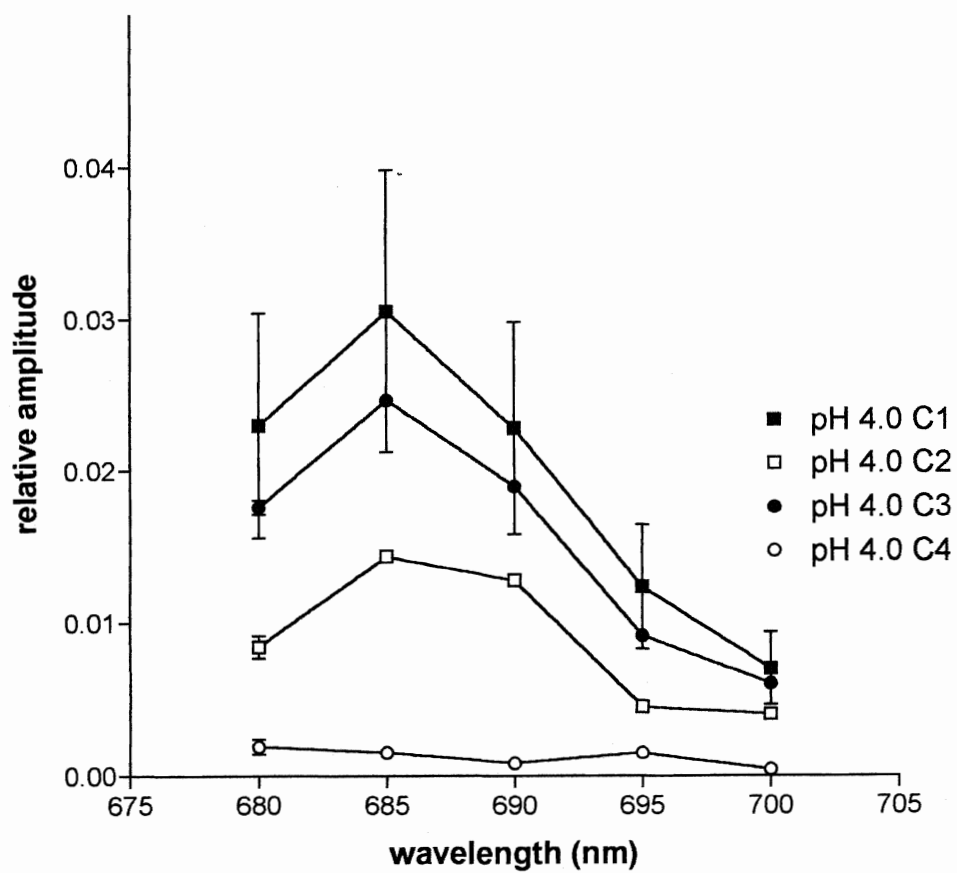 relative amplitude
0.04
0.03
0.02
0.01
0.00
675 680 685 690 695 700 705
wavelength (nm)
pH 4.0 C1
pH 4.0 C2
pH 4.0 C3
pH 4.0 C4